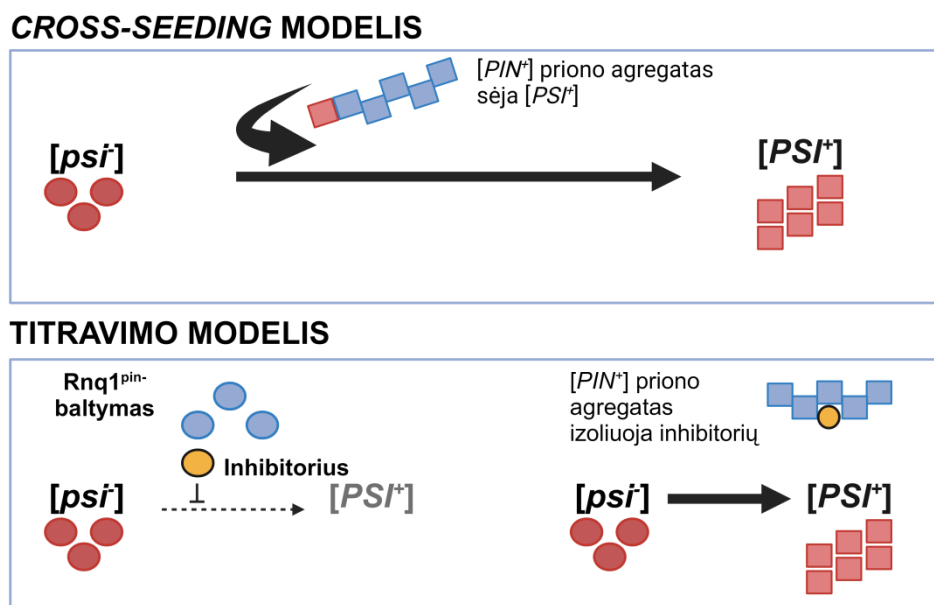 CROSS-SEEDING MODELIS
[PIN⁺] priono agregatas
sėja [PSI⁺]
[psi⁻]
[PSI⁺]
TITRAVIMO MODELIS
Rnq1ᵖⁱⁿ⁻
baltymas
Inhibitorius
[psi⁻]
[PSI⁺]
[PIN⁺] priono
agregatas
izoliuoja inhibitorių
[psi⁻]
[PSI⁺]